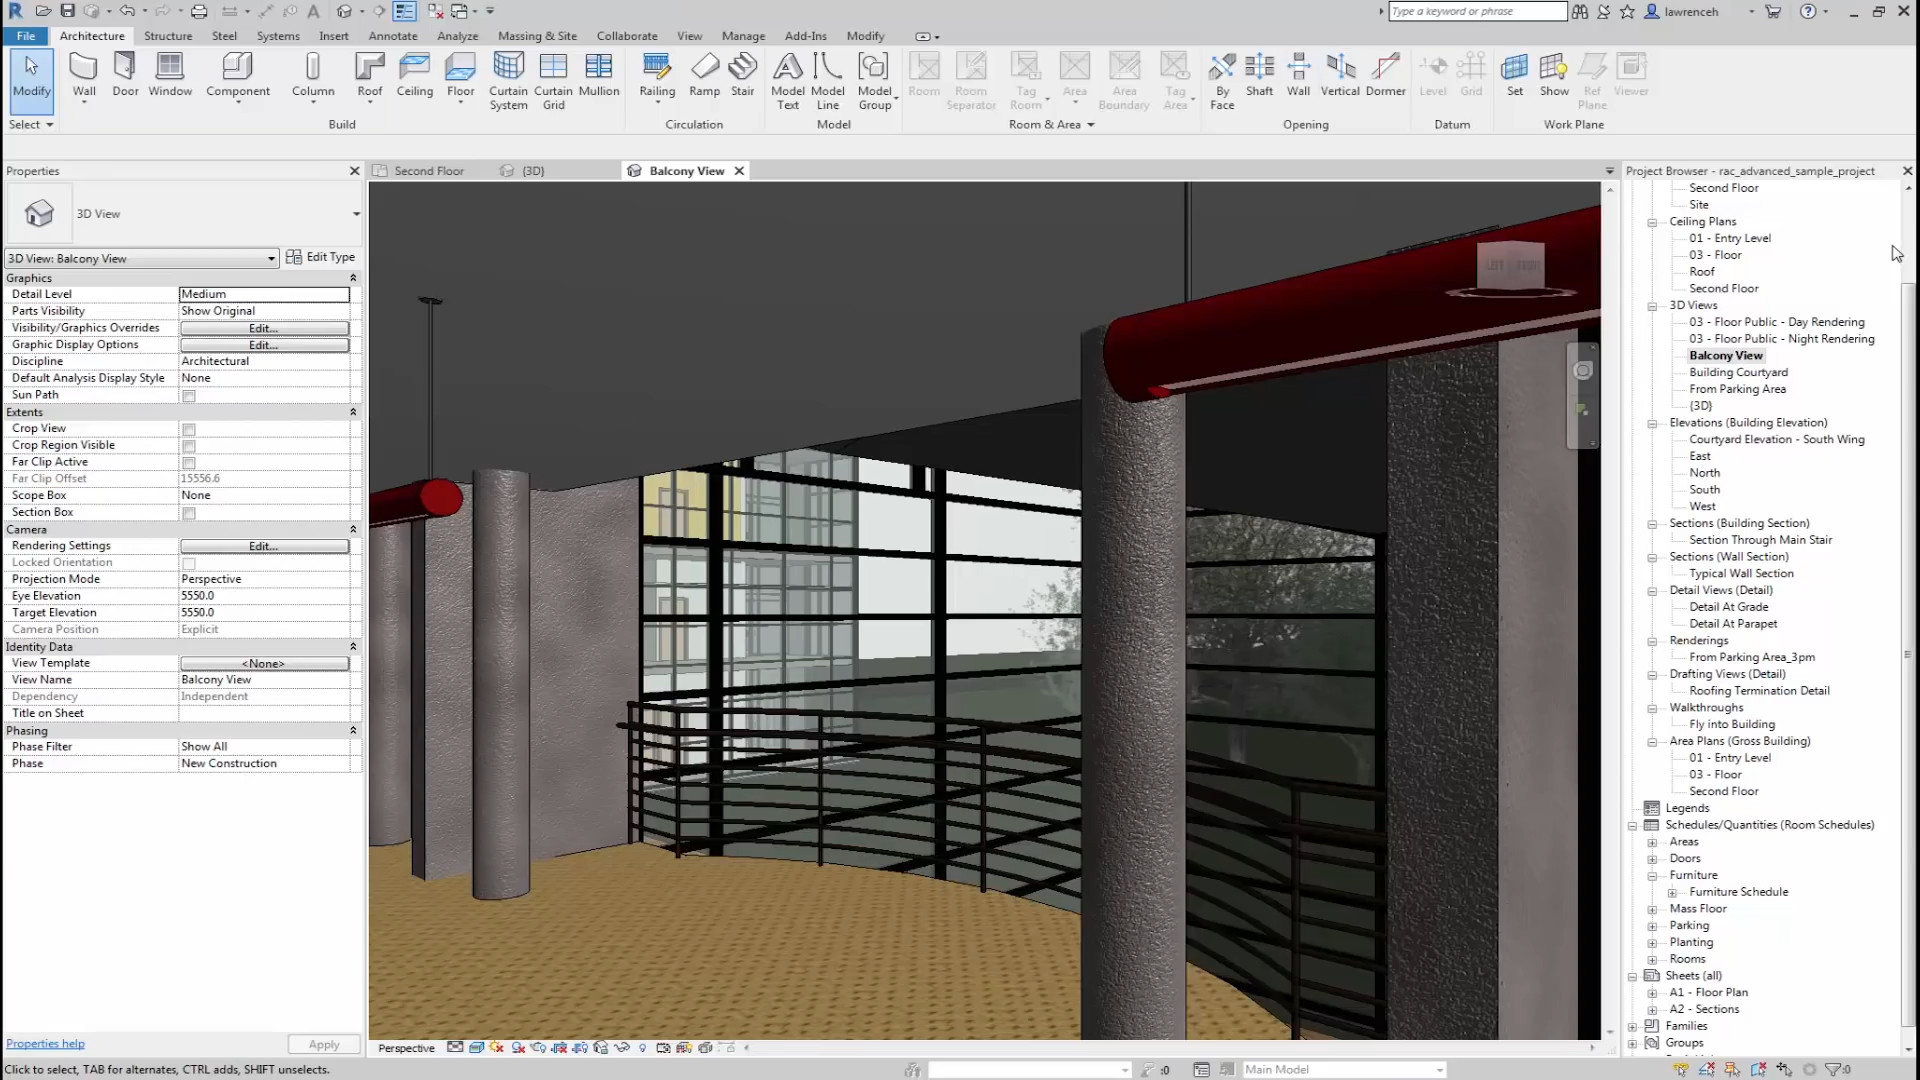 Type a keyword or phrase
lawrenceh
File Architecture Structure Steel Systems Insert Annotate Analyze Massing & Site Collaborate View Manage Add-Ins Modify
Modify Wall Door Window Component Column Roof Ceiling Floor Curtain System Curtain Grid Mullion Railing Ramp Stair Model Text Model Line Model Group Room Room Separator Tag Room Area Area Boundary Tag Area By Face Shaft Wall Vertical Dormer Level Grid Set Show Ref Plane Viewer
Select Build Circulation Model Room & Area Opening Datum Work Plane
Properties
Second Floor {3D} Balcony View
Project Browser - rac_advanced_sample_project
3D View
3D View: Balcony View Edit Type
Graphics
Detail Level Medium
Parts Visibility Show Original
Visibility/Graphics Overrides Edit...
Graphic Display Options Edit...
Discipline Architectural
Default Analysis Display Style None
Sun Path
Extents
Crop View
Crop Region Visible
Far Clip Active
Far Clip Offset 15556.6
Scope Box None
Section Box
Camera
Rendering Settings Edit...
Locked Orientation
Projection Mode Perspective
Eye Elevation 5550.0
Target Elevation 5550.0
Camera Position Explicit
Identity Data
View Template <None>
View Name Balcony View
Dependency Independent
Title on Sheet
Phasing
Phase Filter Show All
Phase New Construction
Properties help Apply
LEFT FRONT
Second Floor
Site
Ceiling Plans
01 - Entry Level
03 - Floor
Roof
Second Floor
3D Views
03 - Floor Public - Day Rendering
03 - Floor Public - Night Rendering
Balcony View
Building Courtyard
From Parking Area
{3D}
Elevations (Building Elevation)
Courtyard Elevation - South Wing
East
North
South
West
Sections (Building Section)
Section Through Main Stair
Sections (Wall Section)
Typical Wall Section
Detail Views (Detail)
Detail At Grade
Detail At Parapet
Renderings
From Parking Area_3pm
Drafting Views (Detail)
Roofing Termination Detail
Walkthroughs
Fly into Building
Area Plans (Gross Building)
01 - Entry Level
03 - Floor
Second Floor
Legends
Schedules/Quantities (Room Schedules)
Areas
Doors
Furniture
Furniture Schedule
Mass Floor
Parking
Planting
Rooms
Sheets (all)
A1 - Floor Plan
A2 - Sections
Families
Groups
Perspective
Click to select, TAB for alternates, CTRL adds, SHIFT unselects.
:0
Main Model
:0